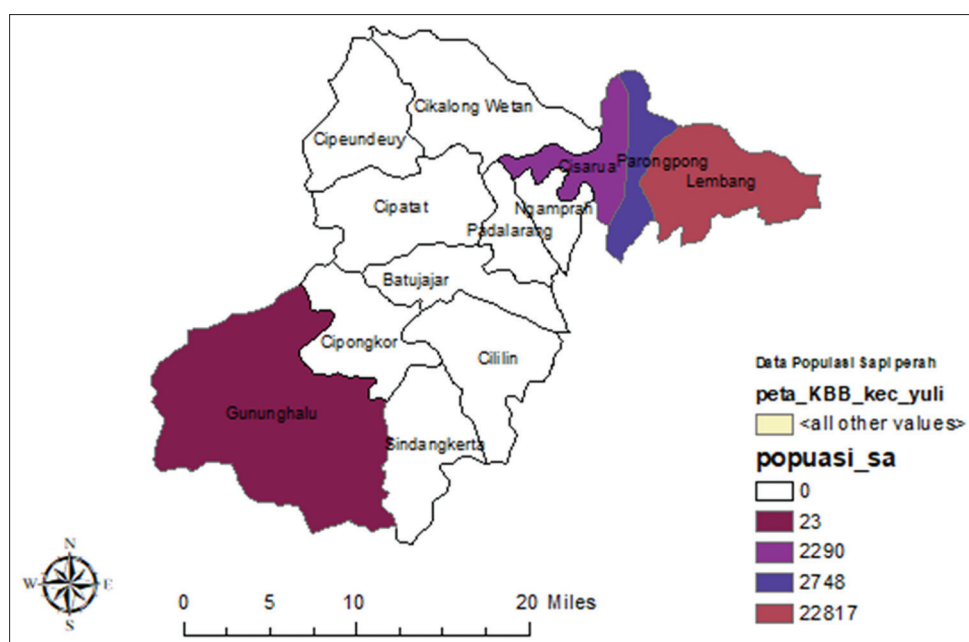 Cikalong Wetan
Cipeundeuy
Cisarua
Parongpong
Lembang
Cipatat
Ngamprah
Padalarang
Batujajar
Cipongkor
Cililin
Gununghalu
Sindangkerta
Data Populasi Sapi perah
peta_KBB_kec_yuli
<all other values>
popuasi_sa
0
23
2290
2748
22817
N
W E
S
0 5 10 20 Miles